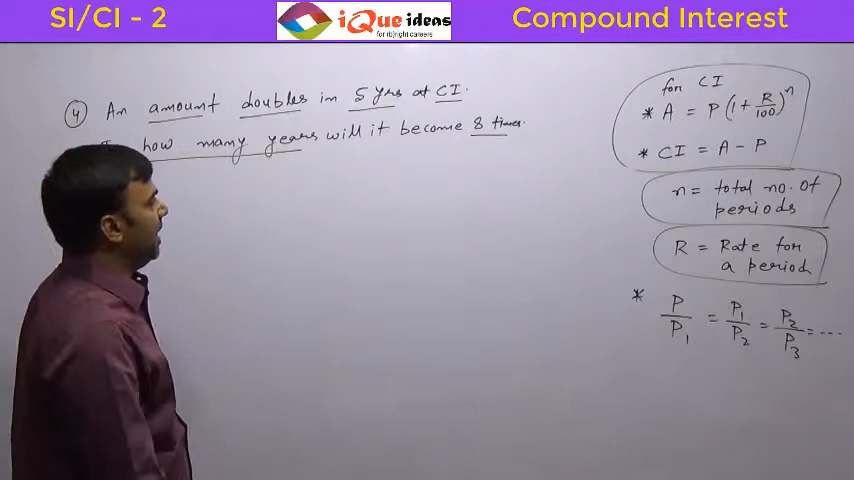 SI/CI - 2
iQue ideas
for (b)right careers
Compound Interest
4 An amount doubles in 5 yrs at CI.
how many years will it become 8 times.
for CI
* A = P(1 + R/100)^n
* CI = A - P
n = total no. of
periods
R = Rate for
a period
* P/P₁ = P₁/P₂ = P₂/P₃ = ...